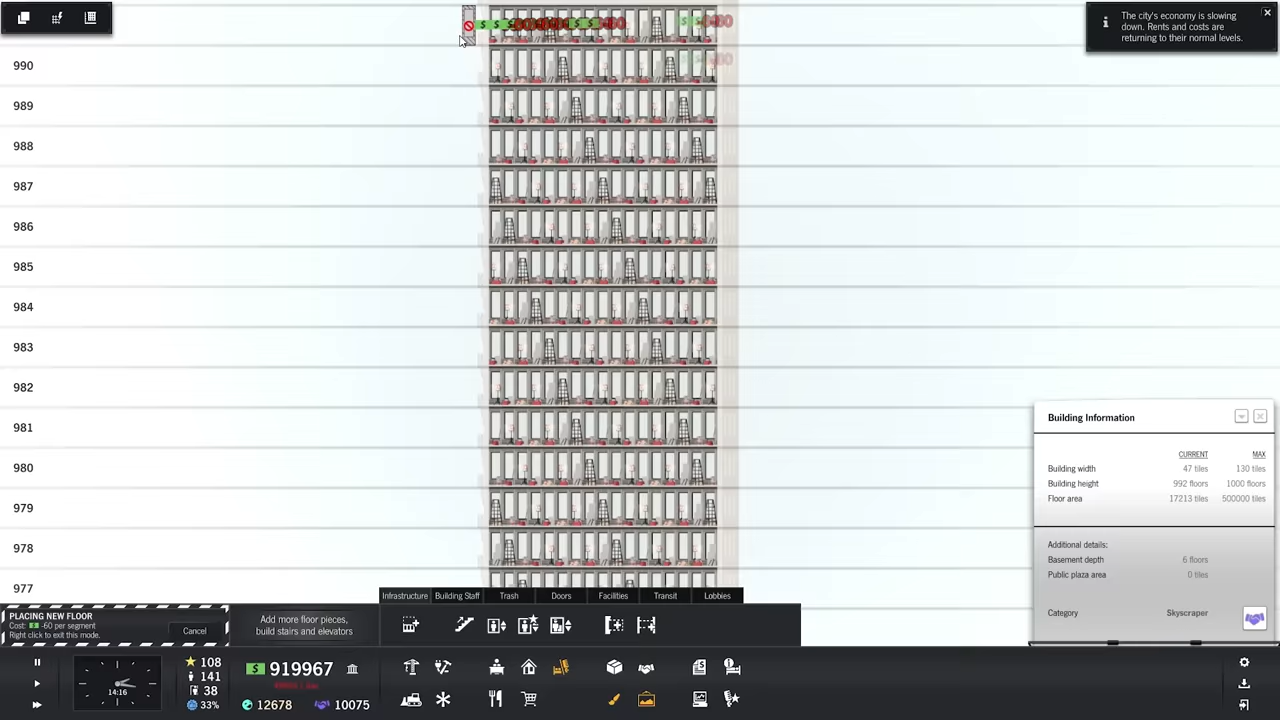 The city's economy is slowing
down. Rents and costs are
returning to their normal levels.
990
989
988
987
986
985
984
983
982
981
980
979
978
977
Building Information
CURRENT MAX
Building width 47 tiles 130 tiles
Building height 992 floors 1000 floors
Floor area 17213 tiles 500000 tiles
Additional details:
Basement depth 6 floors
Public plaza area 0 tiles
Category Skyscraper
Infrastructure Building Staff Trash Doors Facilities Transit Lobbies
PLACING NEW FLOOR
Cost: $ -60 per segment
Right click to exit this mode.
Cancel
Add more floor pieces,
build stairs and elevators
14:16
108
141
38
33%
$ 919967
12678 10075